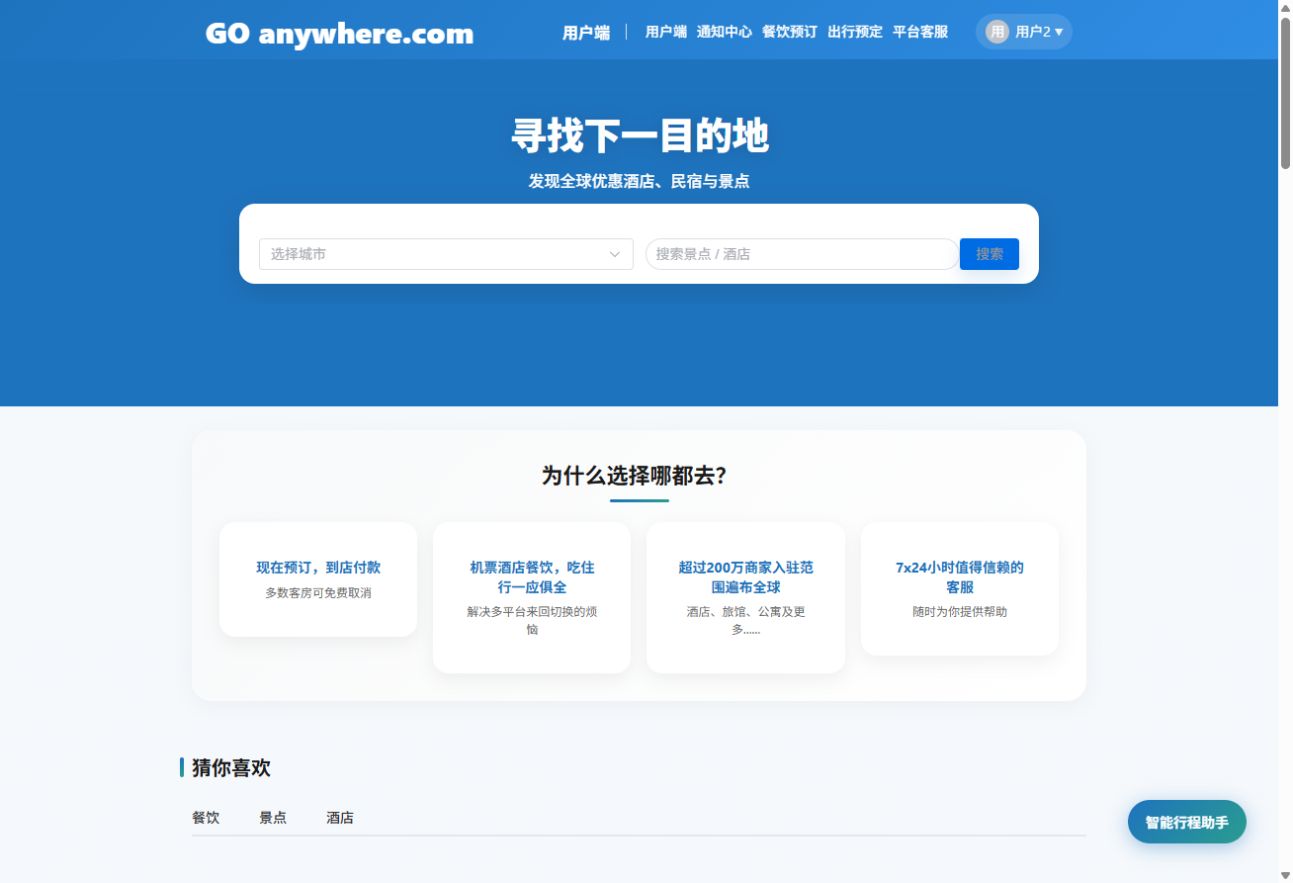 GO anywhere.com
用户端 | 用户端 通知中心 餐饮预订 出行预定 平台客服 用 用户2 ▾
寻找下一目的地
发现全球优惠酒店、民宿与景点
选择城市 搜索景点 / 酒店 搜索
为什么选择哪都去？
现在预订，到店付款
多数客房可免费取消
机票酒店餐饮，吃住
行一应俱全
解决多平台来回切换的烦
恼
超过200万商家入驻范
围遍布全球
酒店、旅馆、公寓及更
多......
7x24小时值得信赖的
客服
随时为你提供帮助
猜你喜欢
餐饮 景点 酒店
智能行程助手